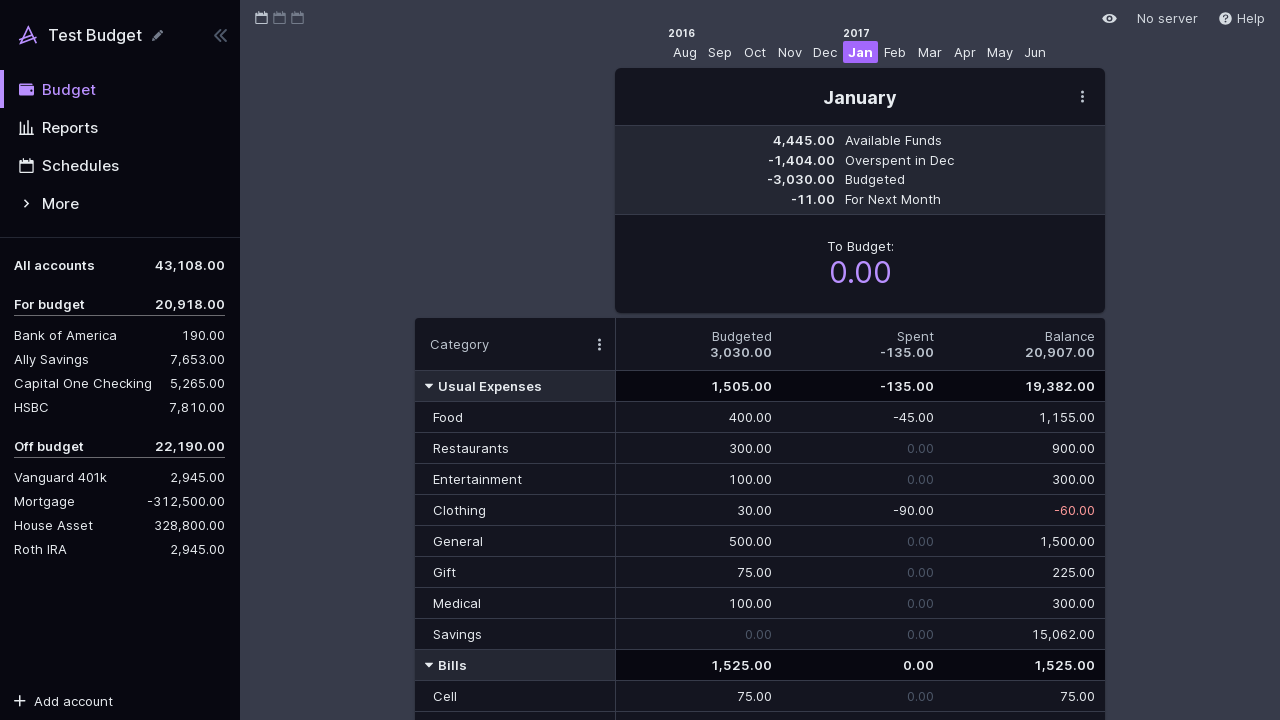 Test Budget
Budget
Reports
Schedules
More
All accounts 43,108.00
For budget 20,918.00
Bank of America 190.00
Ally Savings 7,653.00
Capital One Checking 5,265.00
HSBC 7,810.00
Off budget 22,190.00
Vanguard 401k 2,945.00
Mortgage -312,500.00
House Asset 328,800.00
Roth IRA 2,945.00
Add account
No server Help
2016 2017
Aug Sep Oct Nov Dec Jan Feb Mar Apr May Jun
January
4,445.00 Available Funds
-1,404.00 Overspent in Dec
-3,030.00 Budgeted
-11.00 For Next Month
To Budget:
0.00
Category Budgeted 3,030.00 Spent -135.00 Balance 20,907.00
Usual Expenses 1,505.00 -135.00 19,382.00
Food 400.00 -45.00 1,155.00
Restaurants 300.00 0.00 900.00
Entertainment 100.00 0.00 300.00
Clothing 30.00 -90.00 -60.00
General 500.00 0.00 1,500.00
Gift 75.00 0.00 225.00
Medical 100.00 0.00 300.00
Savings 0.00 0.00 15,062.00
Bills 1,525.00 0.00 1,525.00
Cell 75.00 0.00 75.00